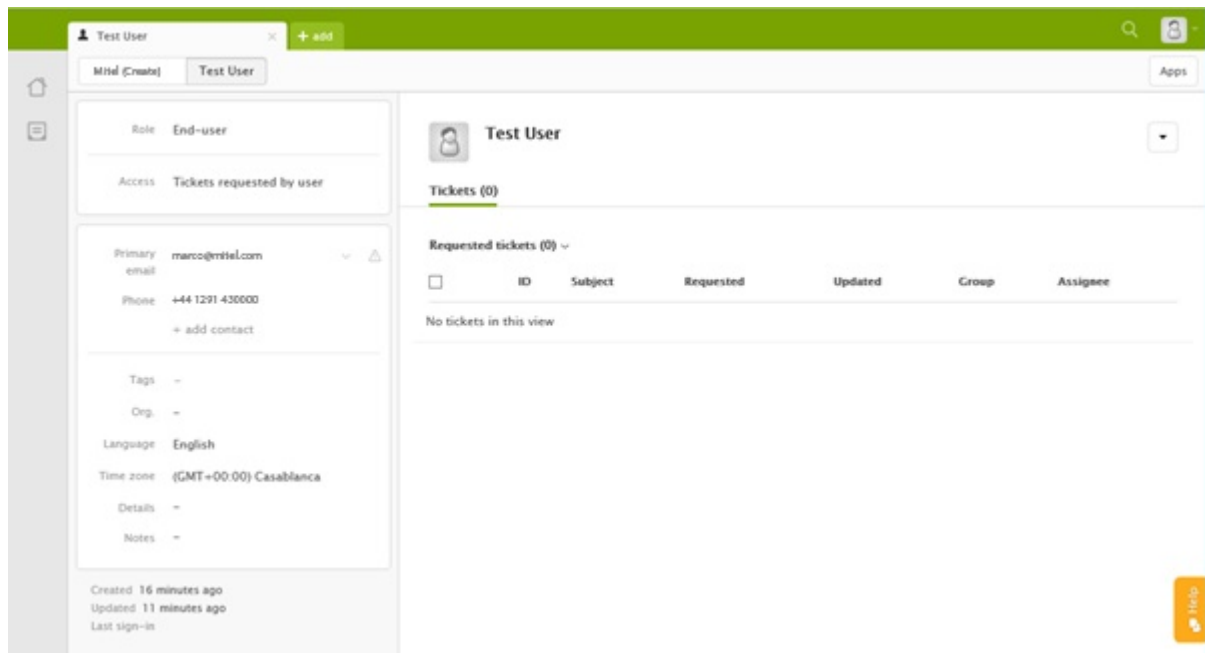 Test User × + add
Mitel (Create) Test User Apps
Role End-user
Access Tickets requested by user
Primary email marco@mitel.com
Phone +44 1291 430000
+ add contact
Tags –
Org. –
Language English
Time zone (GMT+00:00) Casablanca
Details –
Notes –
Created 16 minutes ago
Updated 11 minutes ago
Last sign-in
Test User
Tickets (0)
Requested tickets (0)
ID Subject Requested Updated Group Assignee
No tickets in this view
Help